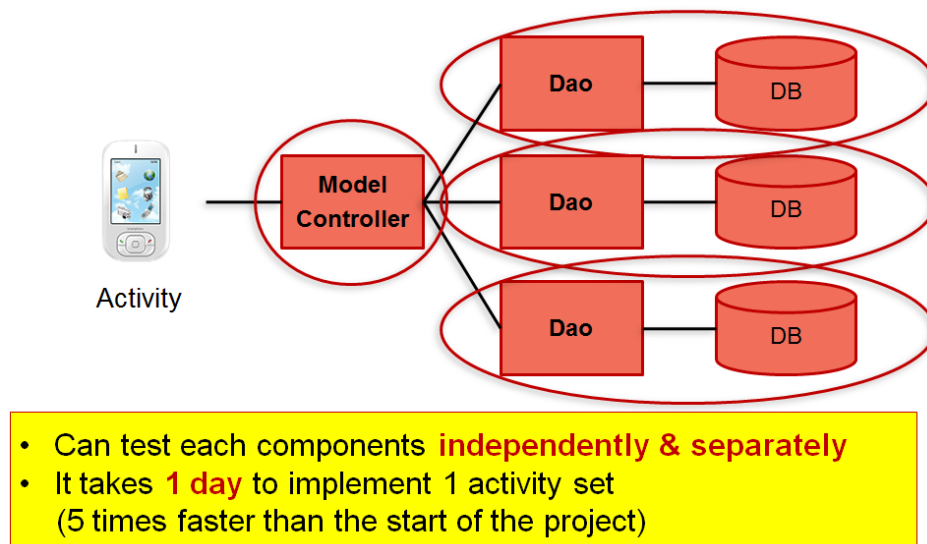 Dao
DB
Model
Controller
Dao
DB
Activity
Dao
DB
• Can test each components independently & separately
• It takes 1 day to implement 1 activity set
(5 times faster than the start of the project)